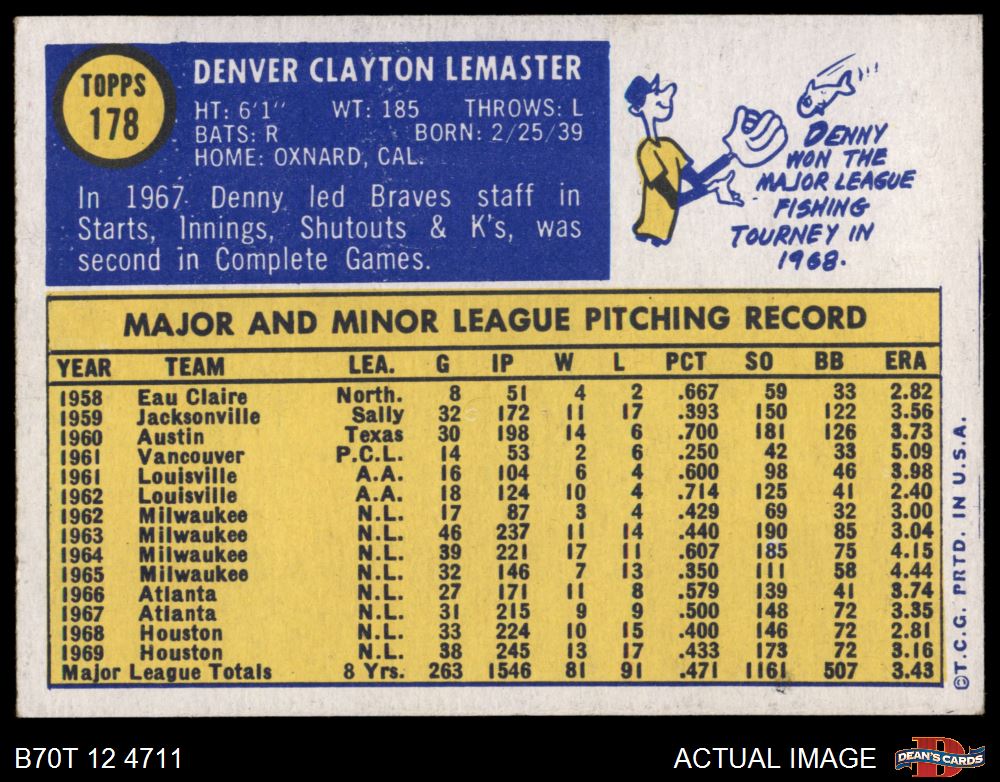 TOPPS
178
DENVER CLAYTON LEMASTER
HT: 6'1" WT: 185 THROWS: L
BATS: R BORN: 2/25/39
HOME: OXNARD, CAL.
In 1967 Denny led Braves staff in
Starts, Innings, Shutouts & K's, was
second in Complete Games.
DENNY
WON THE
MAJOR LEAGUE
FISHING
TOURNEY IN
1968.
MAJOR AND MINOR LEAGUE PITCHING RECORD
YEAR TEAM LEA. G IP W L PCT SO BB ERA
1958 Eau Claire North. 8 51 4 2 .667 59 33 2.82
1959 Jacksonville Sally 32 172 11 17 .393 150 122 3.56
1960 Austin Texas 30 198 14 6 .700 181 126 3.73
1961 Vancouver P.C.L. 14 53 2 6 .250 42 33 5.09
1961 Louisville A.A. 16 104 6 4 .600 98 46 3.98
1962 Louisville A.A. 18 124 10 4 .714 125 41 2.40
1962 Milwaukee N.L. 17 87 3 4 .429 69 32 3.00
1963 Milwaukee N.L. 46 237 11 14 .440 190 85 3.04
1964 Milwaukee N.L. 39 221 17 11 .607 185 75 4.15
1965 Milwaukee N.L. 32 146 7 13 .350 111 58 4.44
1966 Atlanta N.L. 27 171 11 8 .579 139 41 3.74
1967 Atlanta N.L. 31 215 9 9 .500 148 72 3.35
1968 Houston N.L. 33 224 10 15 .400 146 72 2.81
1969 Houston N.L. 38 245 13 17 .433 173 72 3.16
Major League Totals 8 Yrs. 263 1546 81 91 .471 1161 507 3.43
©T.C.G. PRTD. IN U.S.A.
B70T 12 4711
ACTUAL IMAGE
D
DEAN'S CARDS